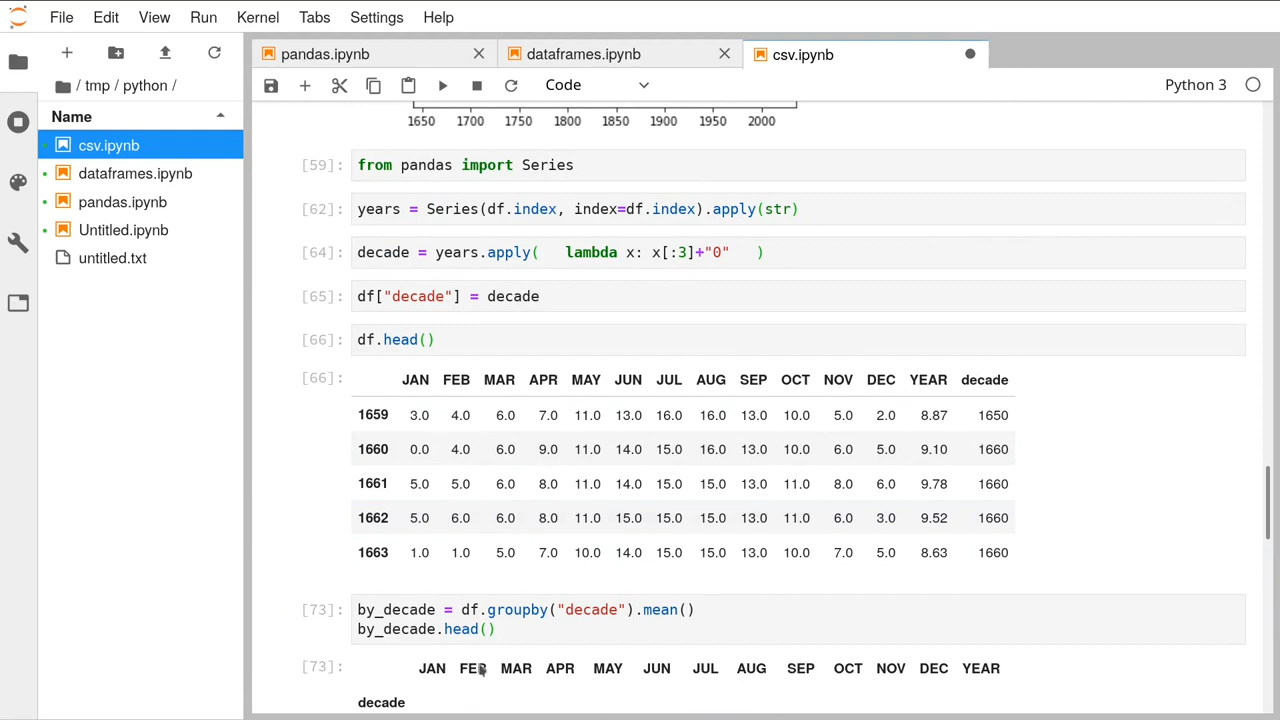 File Edit View Run Kernel Tabs Settings Help
pandas.ipynb dataframes.ipynb csv.ipynb
/ tmp / python /
Code Python 3
Name
csv.ipynb
dataframes.ipynb
pandas.ipynb
Untitled.ipynb
untitled.txt
1650 1700 1750 1800 1850 1900 1950 2000
[59]: from pandas import Series
[62]: years = Series(df.index, index=df.index).apply(str)
[64]: decade = years.apply(   lambda x: x[:3]+"0"   )
[65]: df["decade"] = decade
[66]: df.head()
[66]: JAN FEB MAR APR MAY JUN JUL AUG SEP OCT NOV DEC YEAR decade
1659 3.0 4.0 6.0 7.0 11.0 13.0 16.0 16.0 13.0 10.0 5.0 2.0 8.87 1650
1660 0.0 4.0 6.0 9.0 11.0 14.0 15.0 16.0 13.0 10.0 6.0 5.0 9.10 1660
1661 5.0 5.0 6.0 8.0 11.0 14.0 15.0 15.0 13.0 11.0 8.0 6.0 9.78 1660
1662 5.0 6.0 6.0 8.0 11.0 15.0 15.0 15.0 13.0 11.0 6.0 3.0 9.52 1660
1663 1.0 1.0 5.0 7.0 10.0 14.0 15.0 15.0 13.0 10.0 7.0 5.0 8.63 1660
[73]: by_decade = df.groupby("decade").mean()
by_decade.head()
[73]: JAN FEB MAR APR MAY JUN JUL AUG SEP OCT NOV DEC YEAR
decade